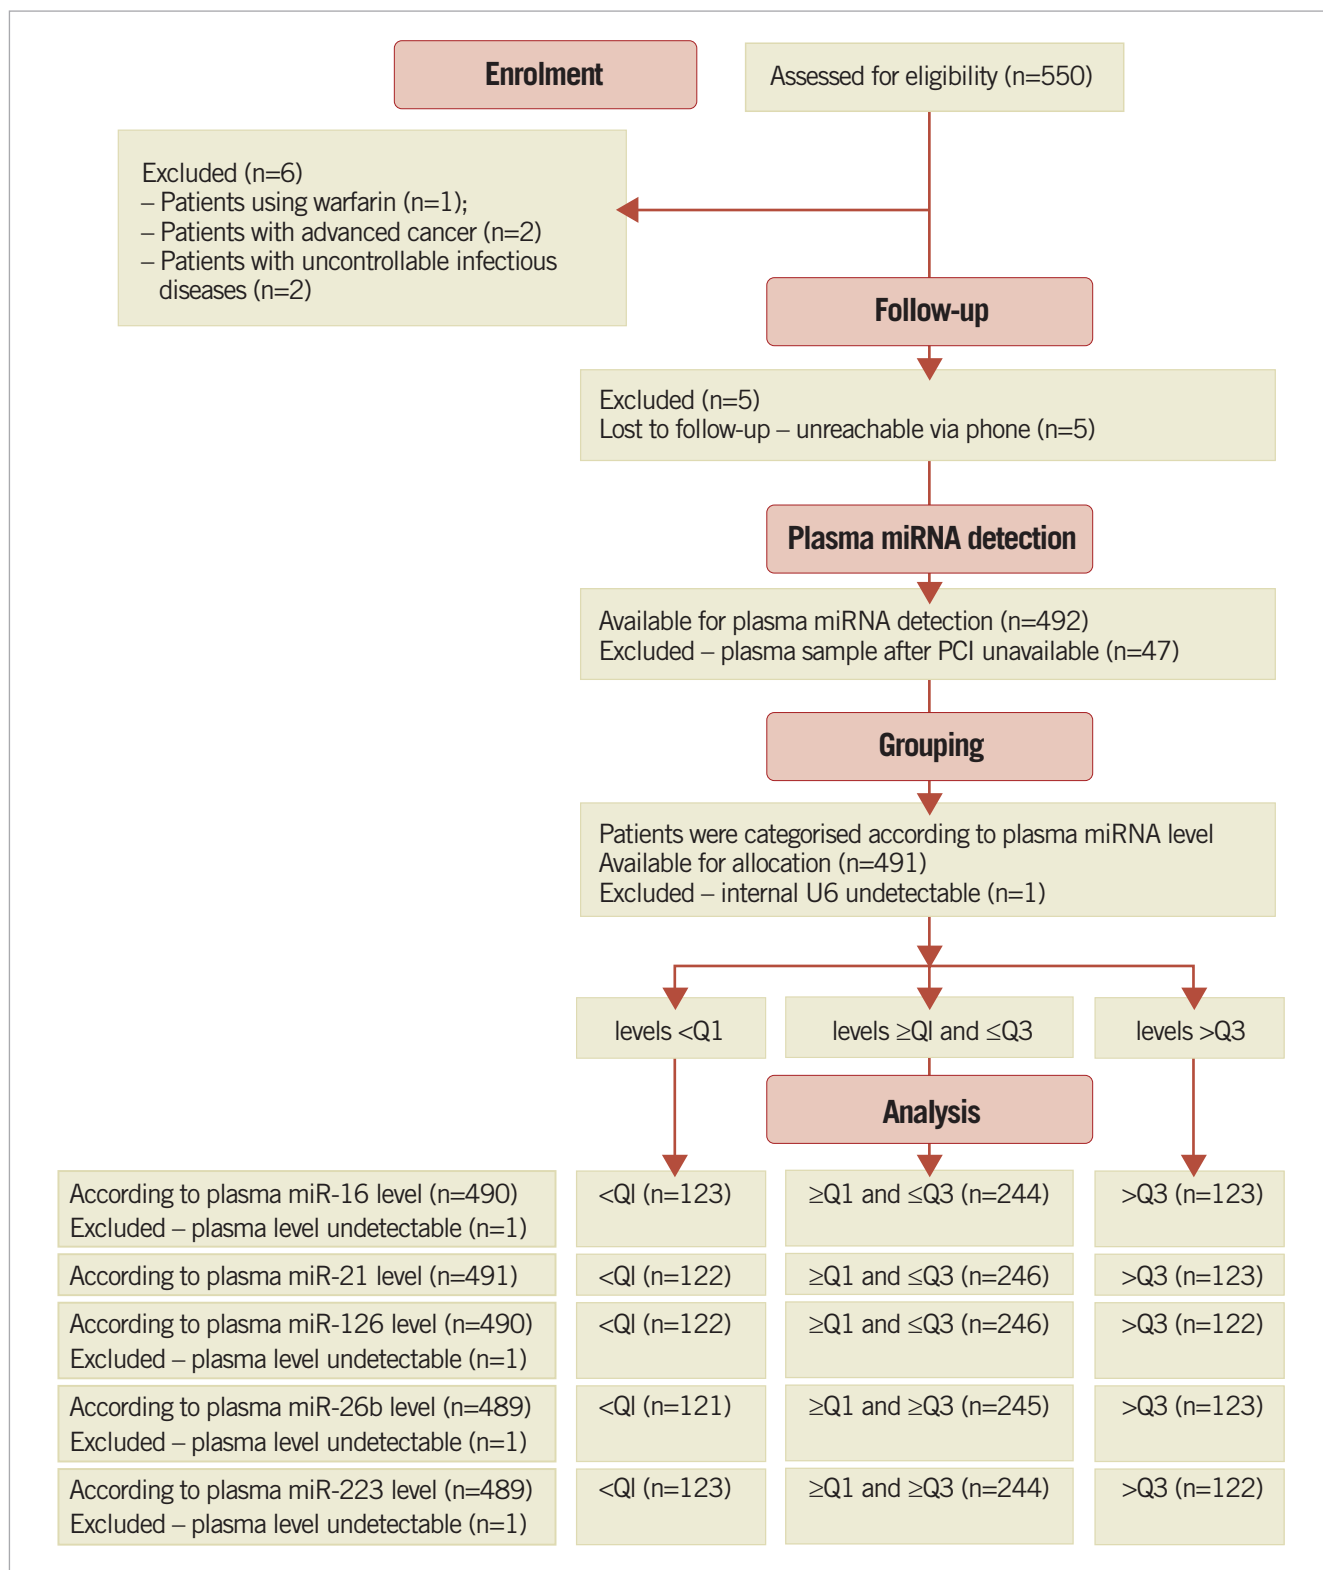 Enrolment
Assessed for eligibility (n=550)
Excluded (n=6)
– Patients using warfarin (n=1);
– Patients with advanced cancer (n=2)
– Patients with uncontrollable infectious
diseases (n=2)
Follow-up
Excluded (n=5)
Lost to follow-up – unreachable via phone (n=5)
Plasma miRNA detection
Available for plasma miRNA detection (n=492)
Excluded – plasma sample after PCI unavailable (n=47)
Grouping
Patients were categorised according to plasma miRNA level
Available for allocation (n=491)
Excluded – internal U6 undetectable (n=1)
levels <Q1
levels ≥QI and ≤Q3
levels >Q3
Analysis
According to plasma miR-16 level (n=490)
Excluded – plasma level undetectable (n=1)
<QI (n=123)
≥Q1 and ≤Q3 (n=244)
>Q3 (n=123)
According to plasma miR-21 level (n=491)
<QI (n=122)
≥Q1 and ≤Q3 (n=246)
>Q3 (n=123)
According to plasma miR-126 level (n=490)
Excluded – plasma level undetectable (n=1)
<QI (n=122)
≥Q1 and ≤Q3 (n=246)
>Q3 (n=122)
According to plasma miR-26b level (n=489)
Excluded – plasma level undetectable (n=1)
<QI (n=121)
≥Q1 and ≥Q3 (n=245)
>Q3 (n=123)
According to plasma miR-223 level (n=489)
Excluded – plasma level undetectable (n=1)
<QI (n=123)
≥Q1 and ≥Q3 (n=244)
>Q3 (n=122)